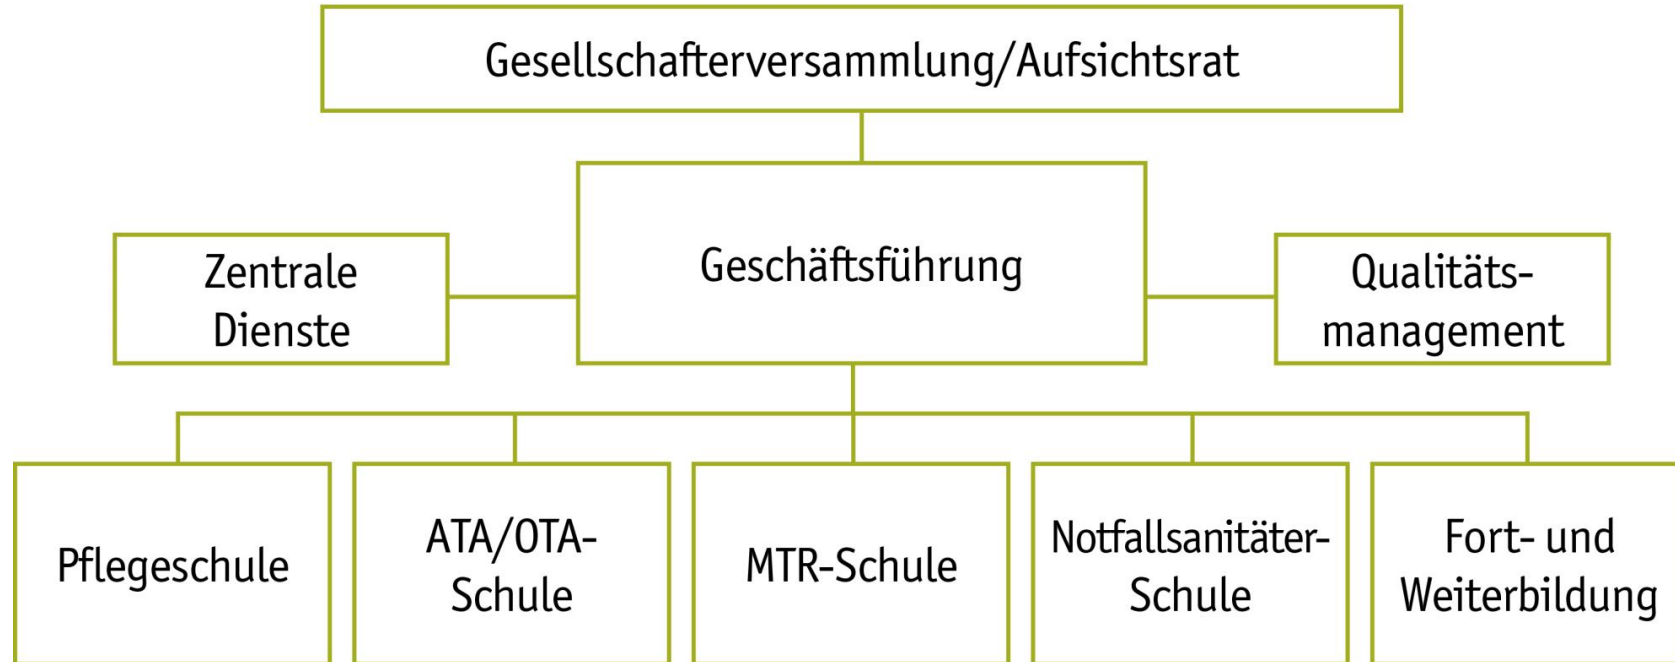 Gesellschafterversammlung/Aufsichtsrat
Geschäftsführung
Zentrale
Dienste
Qualitäts-
management
Pflegeschule
ATA/OTA-
Schule
MTR-Schule
Notfallsanitäter-
Schule
Fort- und
Weiterbildung